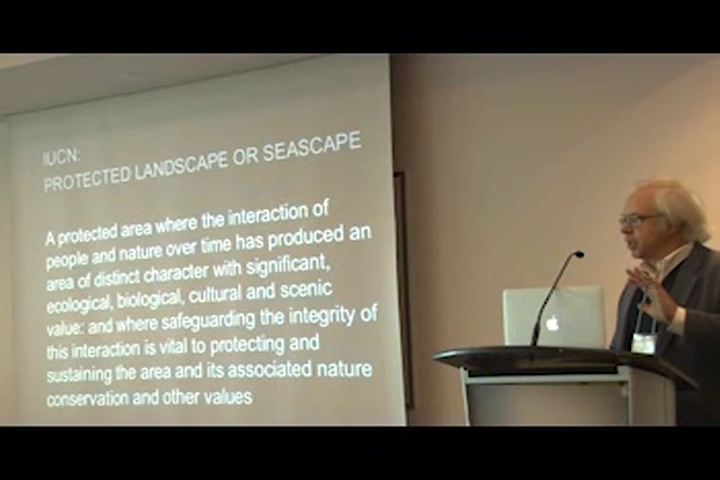 IUCN:
PROTECTED LANDSCAPE OR SEASCAPE
A protected area where the interaction of
people and nature over time has produced an
area of distinct character with significant,
ecological, biological, cultural and scenic
value: and where safeguarding the integrity of
this interaction is vital to protecting and
sustaining the area and its associated nature
conservation and other values